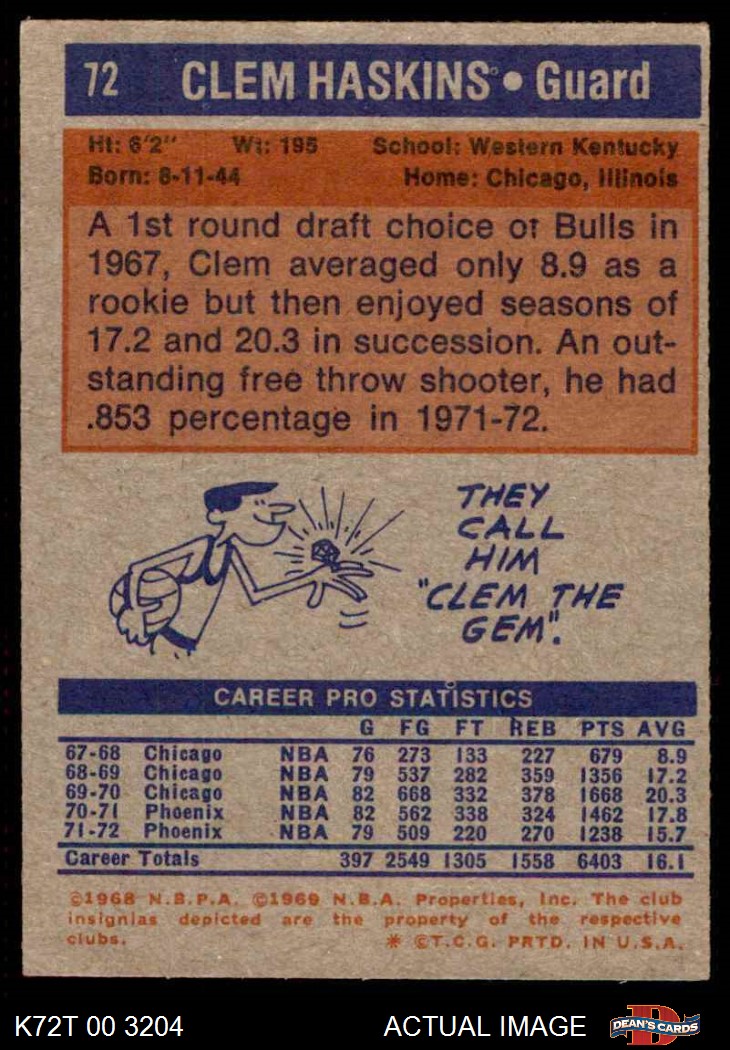 72 CLEM HASKINS • Guard
Ht: 6'2" Wt: 195 School: Western Kentucky
Born: 8-11-44 Home: Chicago, Illinois
A 1st round draft choice of Bulls in
1967, Clem averaged only 8.9 as a
rookie but then enjoyed seasons of
17.2 and 20.3 in succession. An out-
standing free throw shooter, he had
.853 percentage in 1971-72.
THEY
CALL
HIM
"CLEM THE
GEM".
CAREER PRO STATISTICS
G FG FT REB PTS AVG
67-68 Chicago NBA 76 273 133 227 679 8.9
68-69 Chicago NBA 79 537 282 359 1356 17.2
69-70 Chicago NBA 82 668 332 378 1668 20.3
70-71 Phoenix NBA 82 562 338 324 1462 17.8
71-72 Phoenix NBA 79 509 220 270 1238 15.7
Career Totals 397 2549 1305 1558 6403 16.1
©1968 N.B.P.A. ©1969 N.B.A. Properties, Inc. The club
insignias depicted are the property of the respective
clubs. * ©T.C.G. PRTD. IN U.S.A.
K72T 00 3204 ACTUAL IMAGE D DEAN'S CARDS